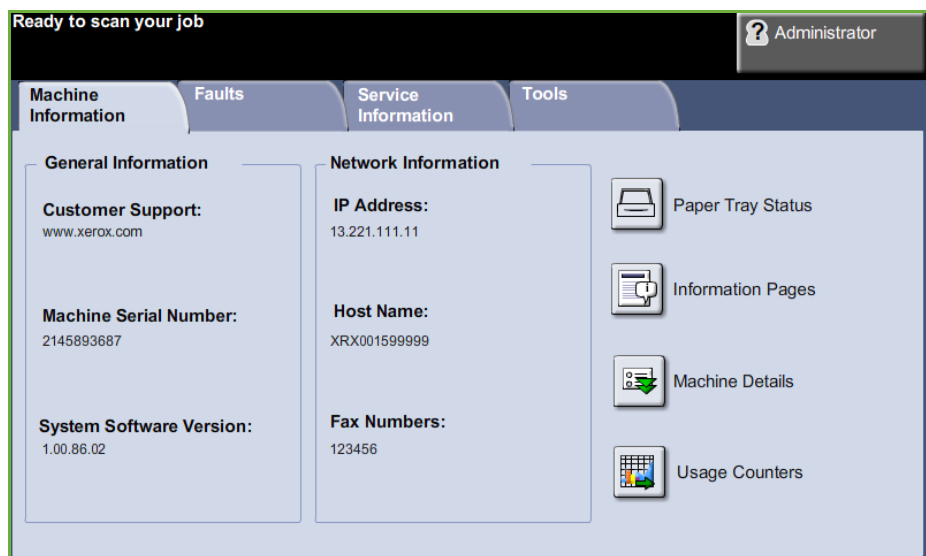 Ready to scan your job
Administrator
Machine
Information
Faults
Service
Information
Tools
General Information
Customer Support:
www.xerox.com
Machine Serial Number:
2145893687
System Software Version:
1.00.86.02
Network Information
IP Address:
13.221.111.11
Host Name:
XRX001599999
Fax Numbers:
123456
Paper Tray Status
Information Pages
Machine Details
Usage Counters